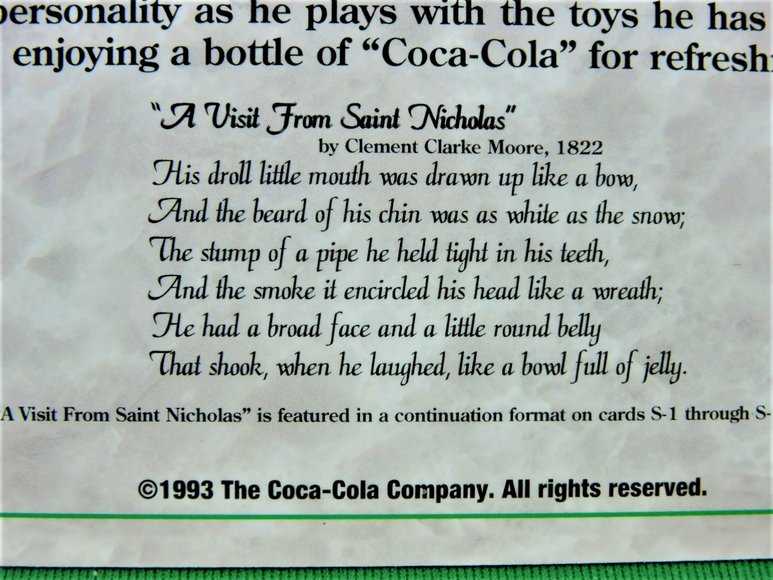 personality as he plays with the toys he has
enjoying a bottle of “Coca-Cola” for
“A Visit From Saint Nicholas”
by Clement Clarke Moore, 1822
His droll little mouth was drawn up like a bow,
And the beard of his chin was as white as the snow;
The stump of a pipe he held tight in his teeth,
And the smoke it encircled his head like a wreath;
He had a broad face and a little round belly
That shook, when he laughed, like a bowl full of jelly.
“A Visit From Saint Nicholas” is featured in a continuation format on cards S-1 through S-
©1993 The Coca-Cola Company. All rights reserved.